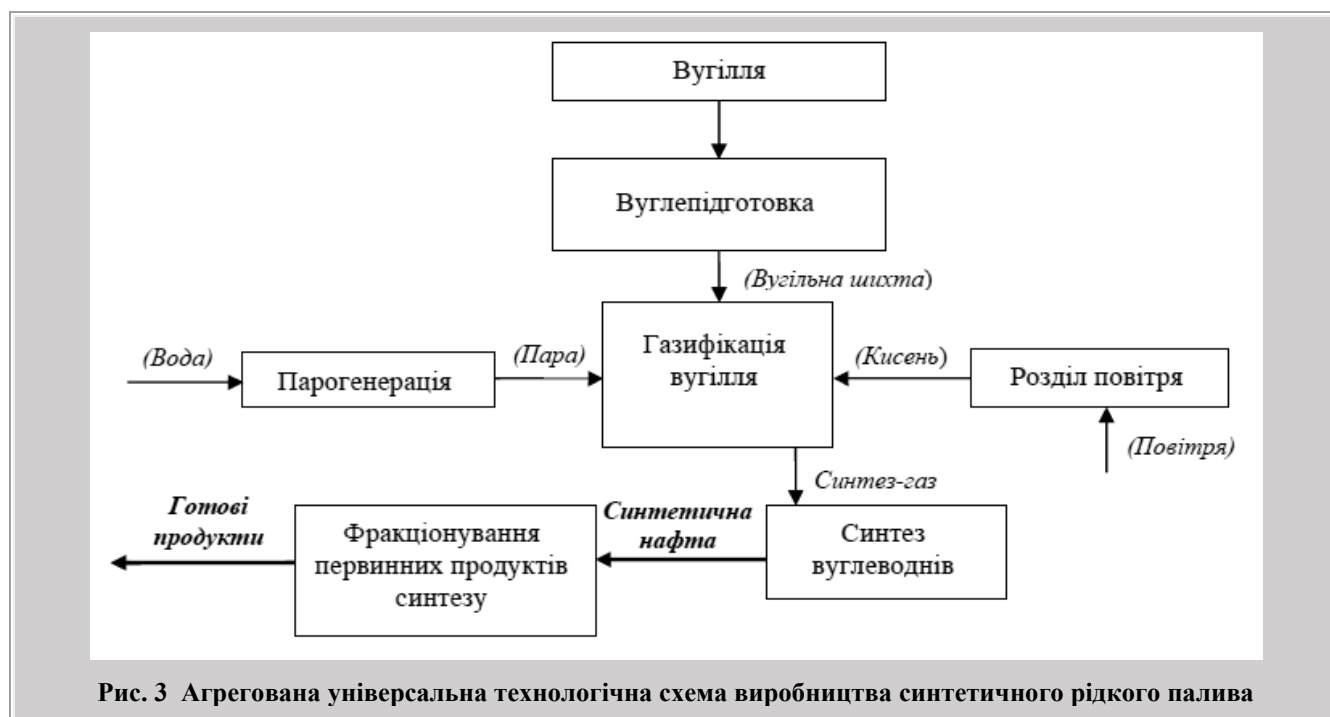 Вугілля
Вуглепідготовка
(Вугільна шихта)
(Вода)
Парогенерація
(Пара)
Газифікація
вугілля
(Кисень)
Розділ повітря
(Повітря)
Синтез-газ
Готові
продукти
Фракціонування
первинних продуктів
синтезу
Синтетична
нафта
Синтез
вуглеводнів
Рис. 3 Агрегована універсальна технологічна схема виробництва синтетичного рідкого палива